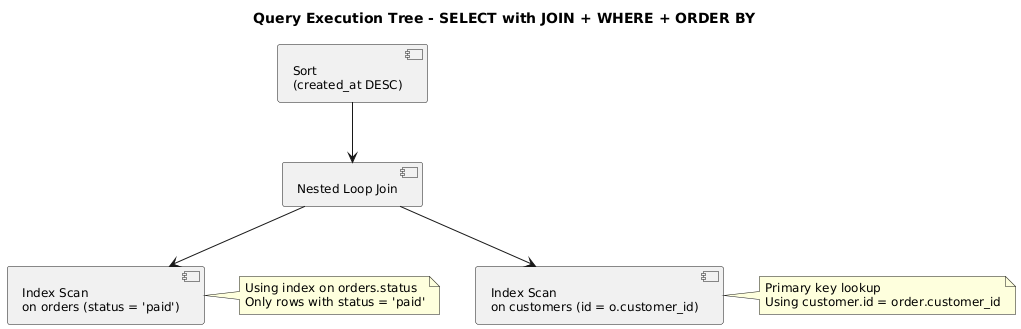 Query Execution Tree - SELECT with JOIN + WHERE + ORDER BY
Sort
(created_at DESC)
Nested Loop Join
Index Scan
on orders (status = 'paid')
Using index on orders.status
Only rows with status = 'paid'
Index Scan
on customers (id = o.customer_id)
Primary key lookup
Using customer.id = order.customer_id